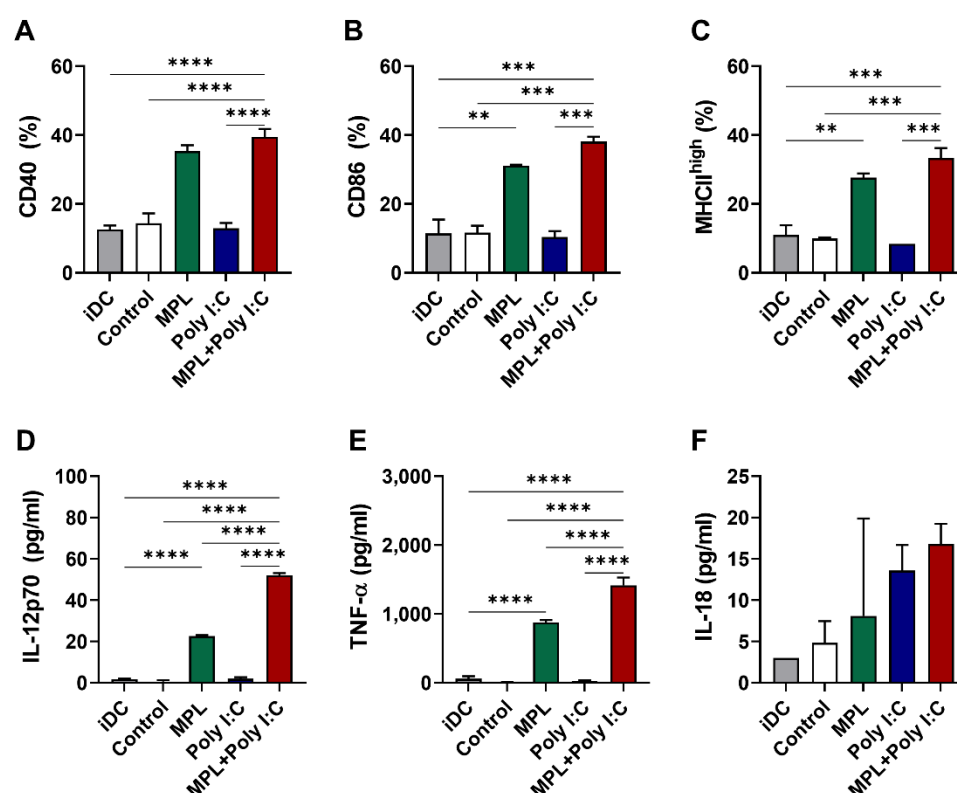 A
CD40 (%)
60
40
20
0
****
****
****
iDC
Control
MPL
Poly I:C
MPL+Poly I:C
B
CD86 (%)
60
40
20
0
***
***
**
***
iDC
Control
MPL
Poly I:C
MPL+Poly I:C
C
MHCII^high (%)
60
40
20
0
***
***
**
***
iDC
Control
MPL
Poly I:C
MPL+Poly I:C
D
IL-12p70 (pg/ml)
100
80
60
40
20
0
****
****
****
****
****
iDC
Control
MPL
Poly I:C
MPL+Poly I:C
E
TNF-α (pg/ml)
3,000
2,000
1,000
0
****
****
****
****
****
iDC
Control
MPL
Poly I:C
MPL+Poly I:C
F
IL-18 (pg/ml)
25
20
15
10
5
0
iDC
Control
MPL
Poly I:C
MPL+Poly I:C